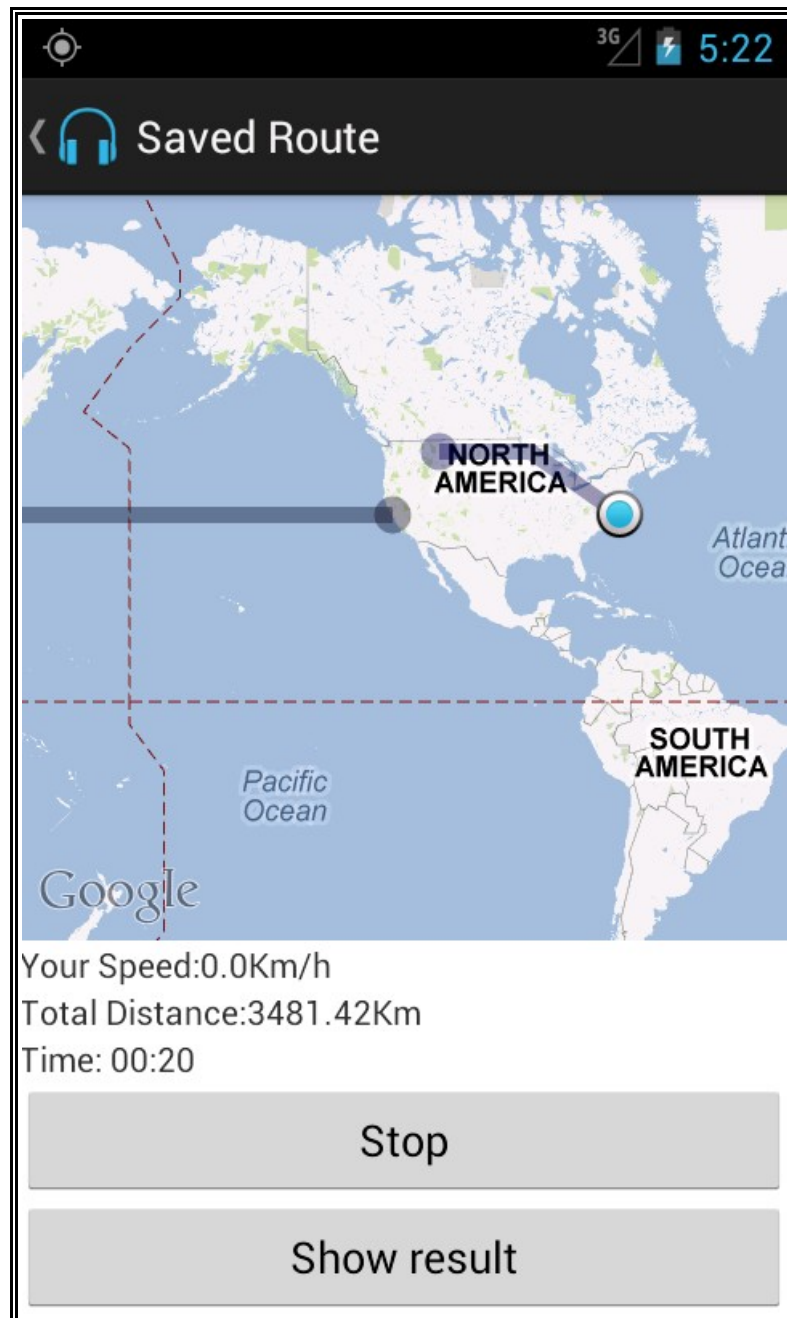 3G 5:22
Saved Route
NORTH
AMERICA
Atlant
Ocea
SOUTH
AMERICA
Pacific
Ocean
Google
Your Speed:0.0Km/h
Total Distance:3481.42Km
Time: 00:20
Stop
Show result